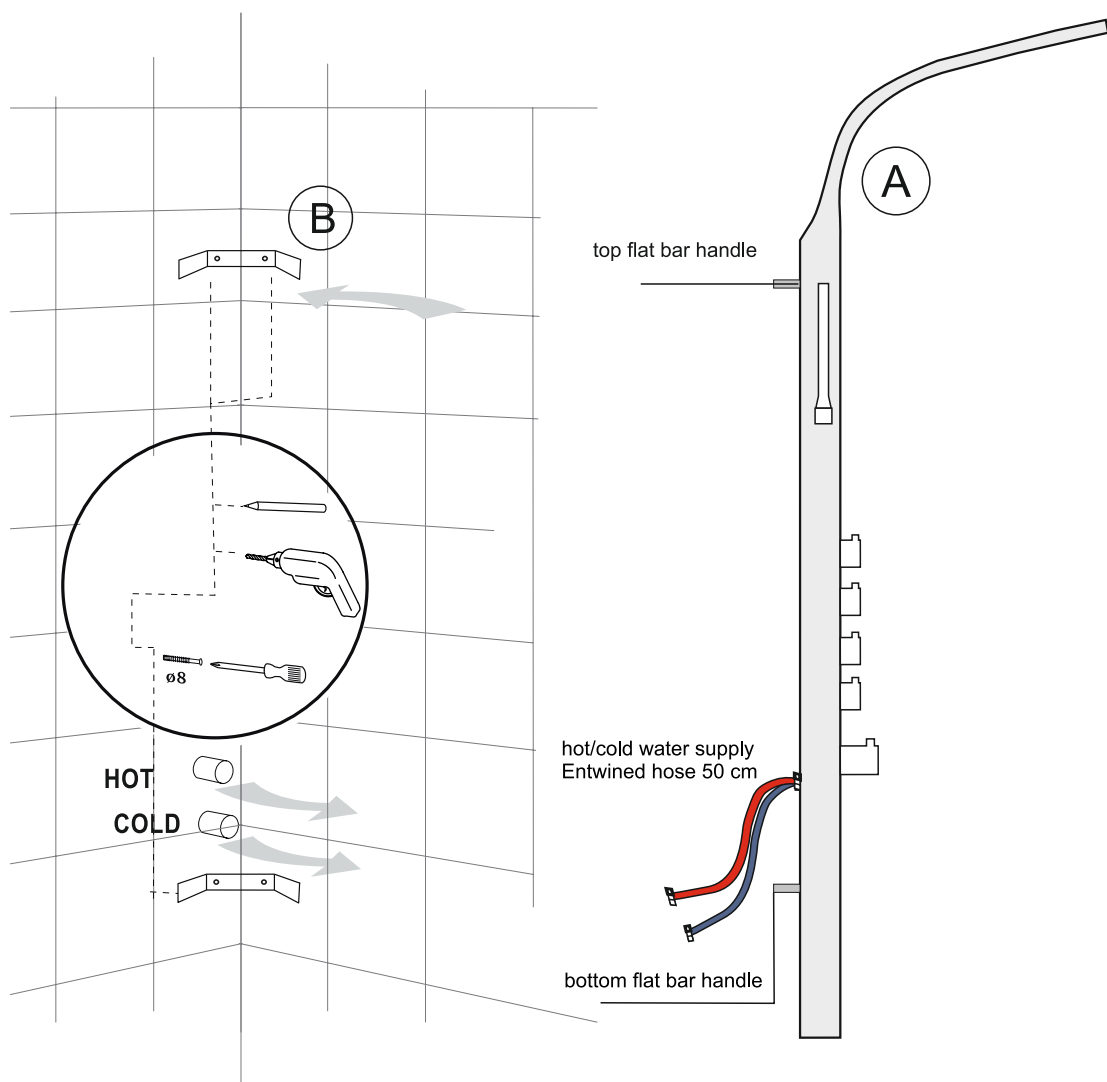 B
A
top flat bar handle
ø8
HOT
COLD
hot/cold water supply
Entwined hose 50 cm
bottom flat bar handle